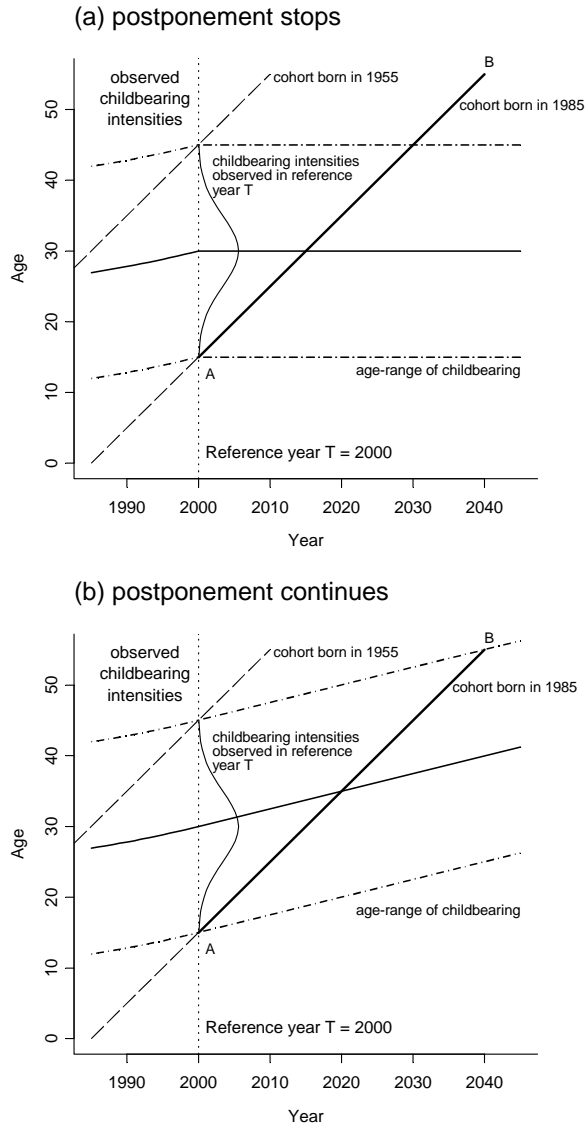 (a) postponement stops
observed
childbearing
intensities
B
cohort born in 1955
cohort born in 1985
childbearing intensities
observed in reference
year T
A
age-range of childbearing
Reference year T = 2000
Age
0
10
20
30
40
50
1990
2000
2010
2020
2030
2040
Year
(b) postponement continues
observed
childbearing
intensities
B
cohort born in 1955
cohort born in 1985
childbearing intensities
observed in reference
year T
A
age-range of childbearing
Reference year T = 2000
Age
0
10
20
30
40
50
1990
2000
2010
2020
2030
2040
Year